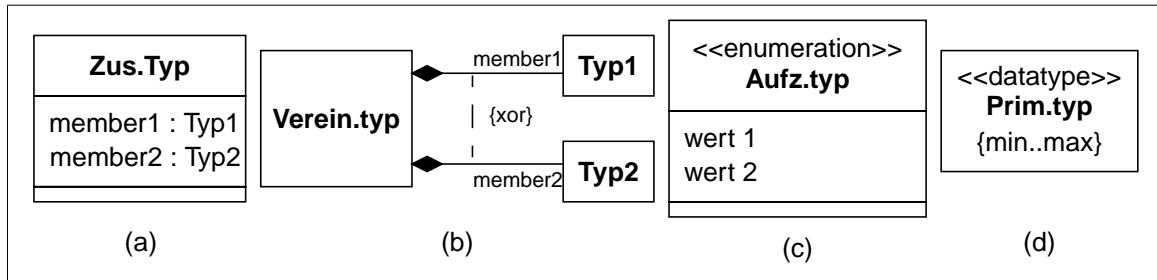 Zus.Typ
member1 : Typ1
member2 : Typ2
(a)
Verein.typ
member1
Typ1
{xor}
member2
Typ2
(b)
<<enumeration>>
Aufz.typ
wert 1
wert 2
(c)
<<datatype>>
Prim.typ
{min..max}
(d)